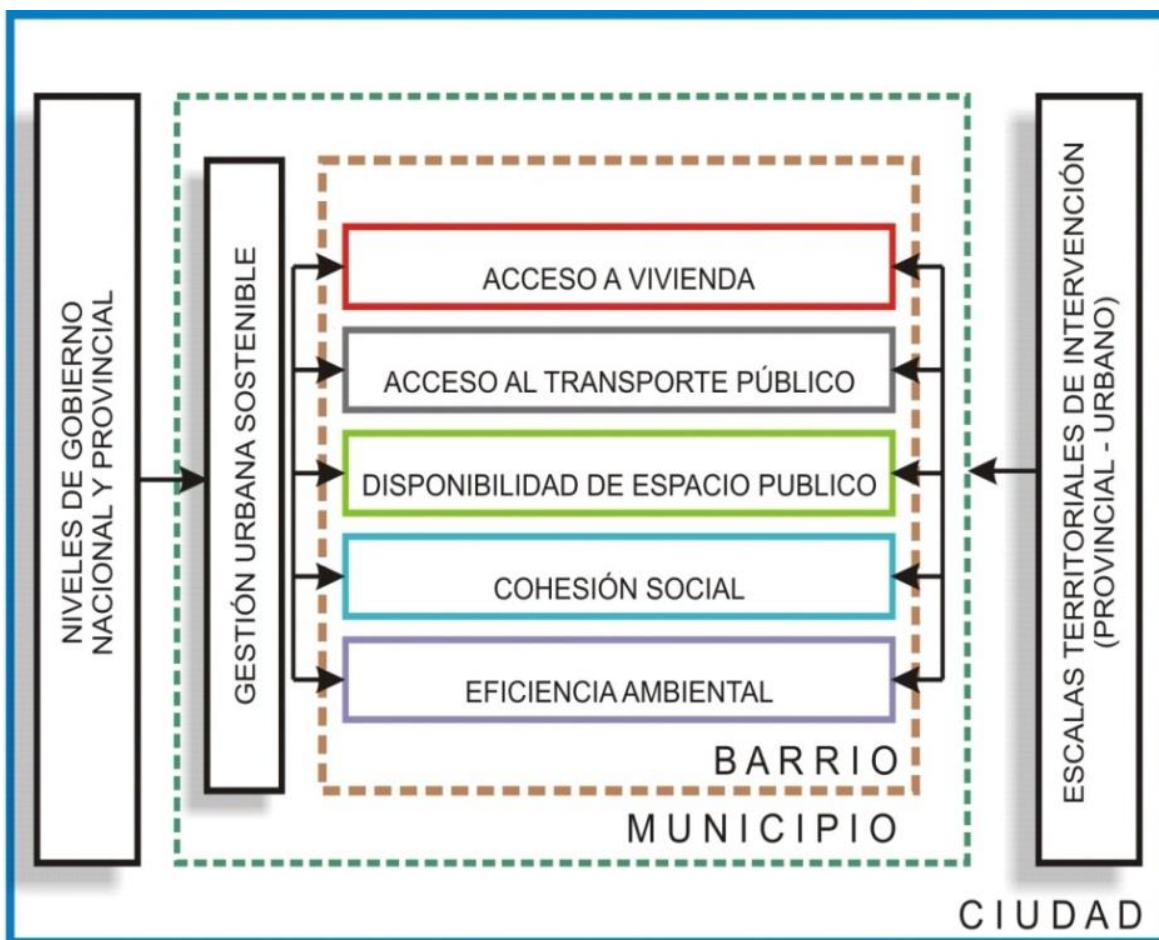 NIVELES DE GOBIERNO
NACIONAL Y PROVINCIAL
GESTIÓN URBANA SOSTENIBLE
ACCESO A VIVIENDA
ACCESO AL TRANSPORTE PÚBLICO
DISPONIBILIDAD DE ESPACIO PUBLICO
COHESIÓN SOCIAL
EFICIENCIA AMBIENTAL
BARRIO
MUNICIPIO
ESCALAS TERRITORIALES DE INTERVENCIÓN
(PROVINCIAL - URBANO)
CIUDAD